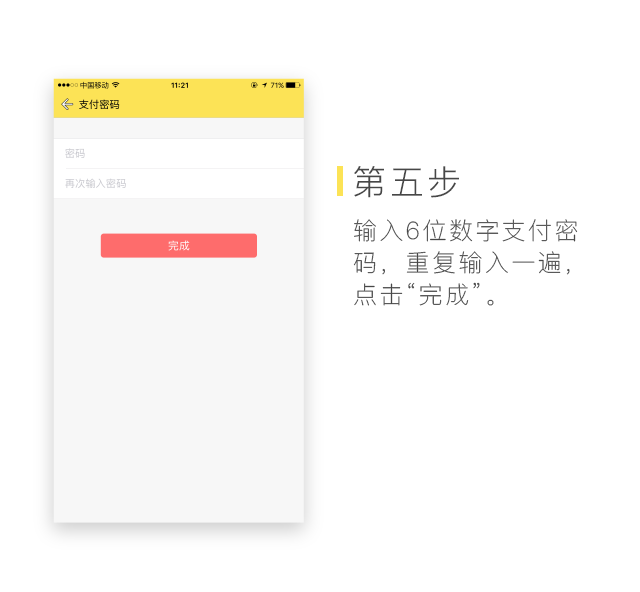 中国移动 11:21 71%
支付密码
密码
再次输入密码
完成
第五步
输入6位数字支付密
码，重复输入一遍，
点击“完成”。